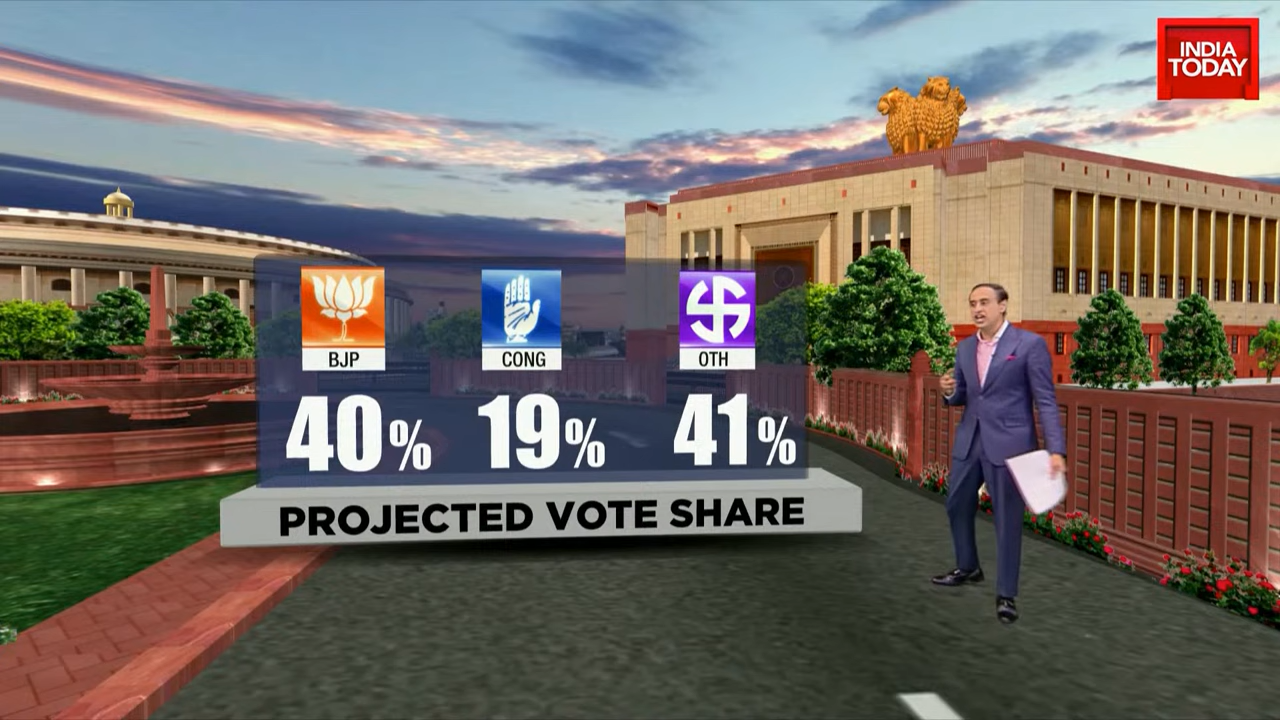 INDIA
TODAY
BJP CONG OTH
40% 19% 41%
PROJECTED VOTE SHARE